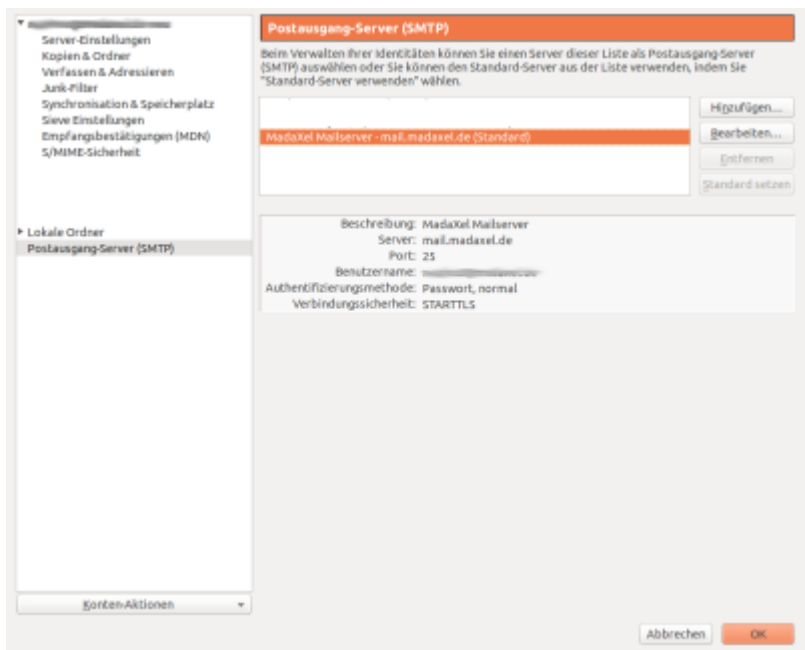 Server-Einstellungen
Kopien & Ordner
Verfassen & Adressieren
Junk-Filter
Synchronisation & Speicherplatz
Sieve Einstellungen
Empfangsbestätigungen (MDN)
S/MIME-Sicherheit
Lokale Ordner
Postausgang-Server (SMTP)
Konten-Aktionen
Postausgang-Server (SMTP)
Beim Verwalten Ihrer Identitäten können Sie einen Server dieser Liste als Postausgang-Server
(SMTP) auswählen oder Sie können den Standard-Server aus der Liste verwenden, indem Sie
"Standard-Server verwenden" wählen.
MadaXel Mailserver - mail.madaxel.de (Standard)
Hinzufügen...
Bearbeiten...
Entfernen
Standard setzen
Beschreibung: MadaXel Mailserver
Server: mail.madaxel.de
Port: 25
Benutzername:
Authentifizierungsmethode: Passwort, normal
Verbindungssicherheit: STARTTLS
Abbrechen
OK